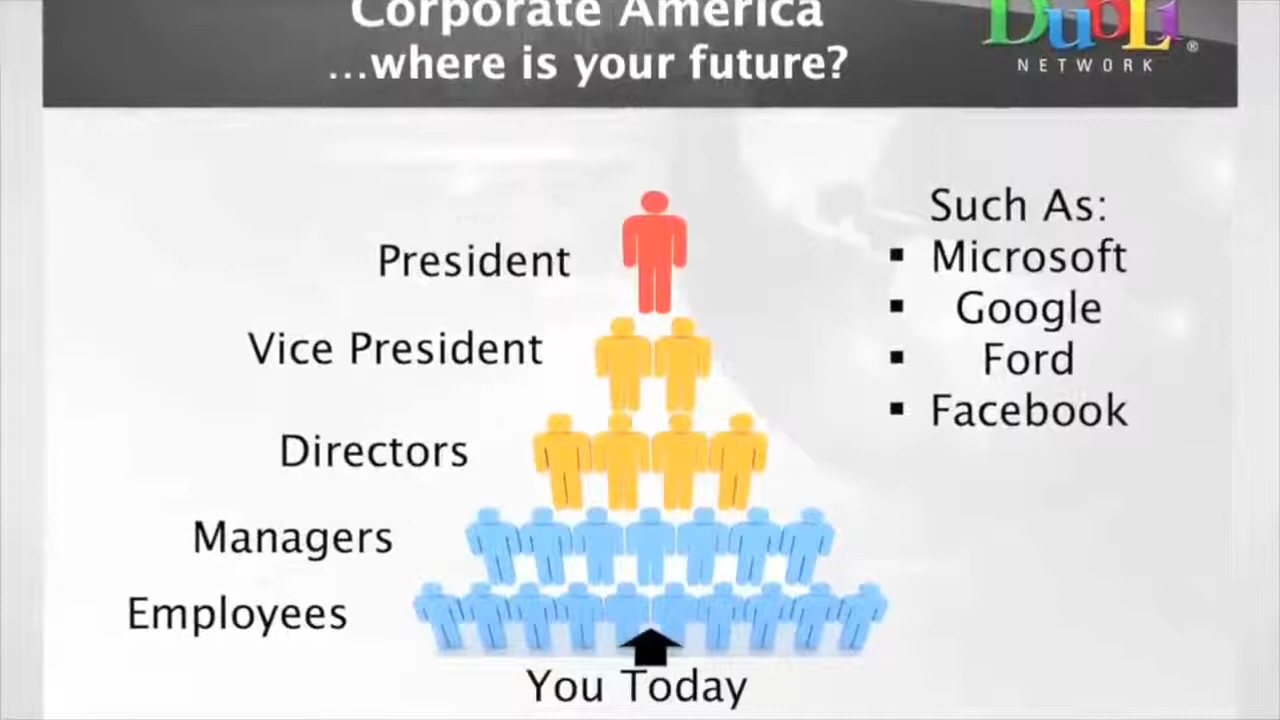 Corporate America
...where is your future?
DubLi®
NETWORK
President
Vice President
Directors
Managers
Employees
You Today
Such As:
▪ Microsoft
▪ Google
▪ Ford
▪ Facebook